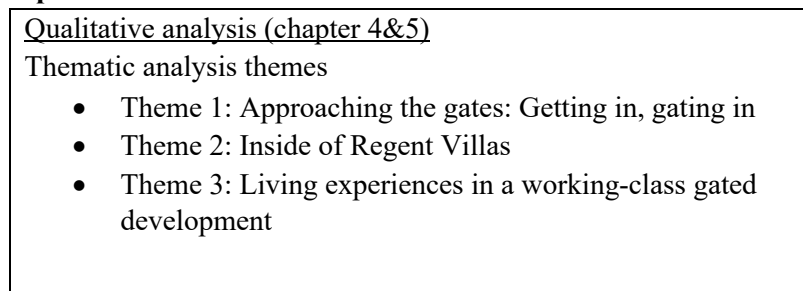 Qualitative analysis (chapter 4&5)
Thematic analysis themes
• Theme 1: Approaching the gates: Getting in, gating in
• Theme 2: Inside of Regent Villas
• Theme 3: Living experiences in a working-class gated
development